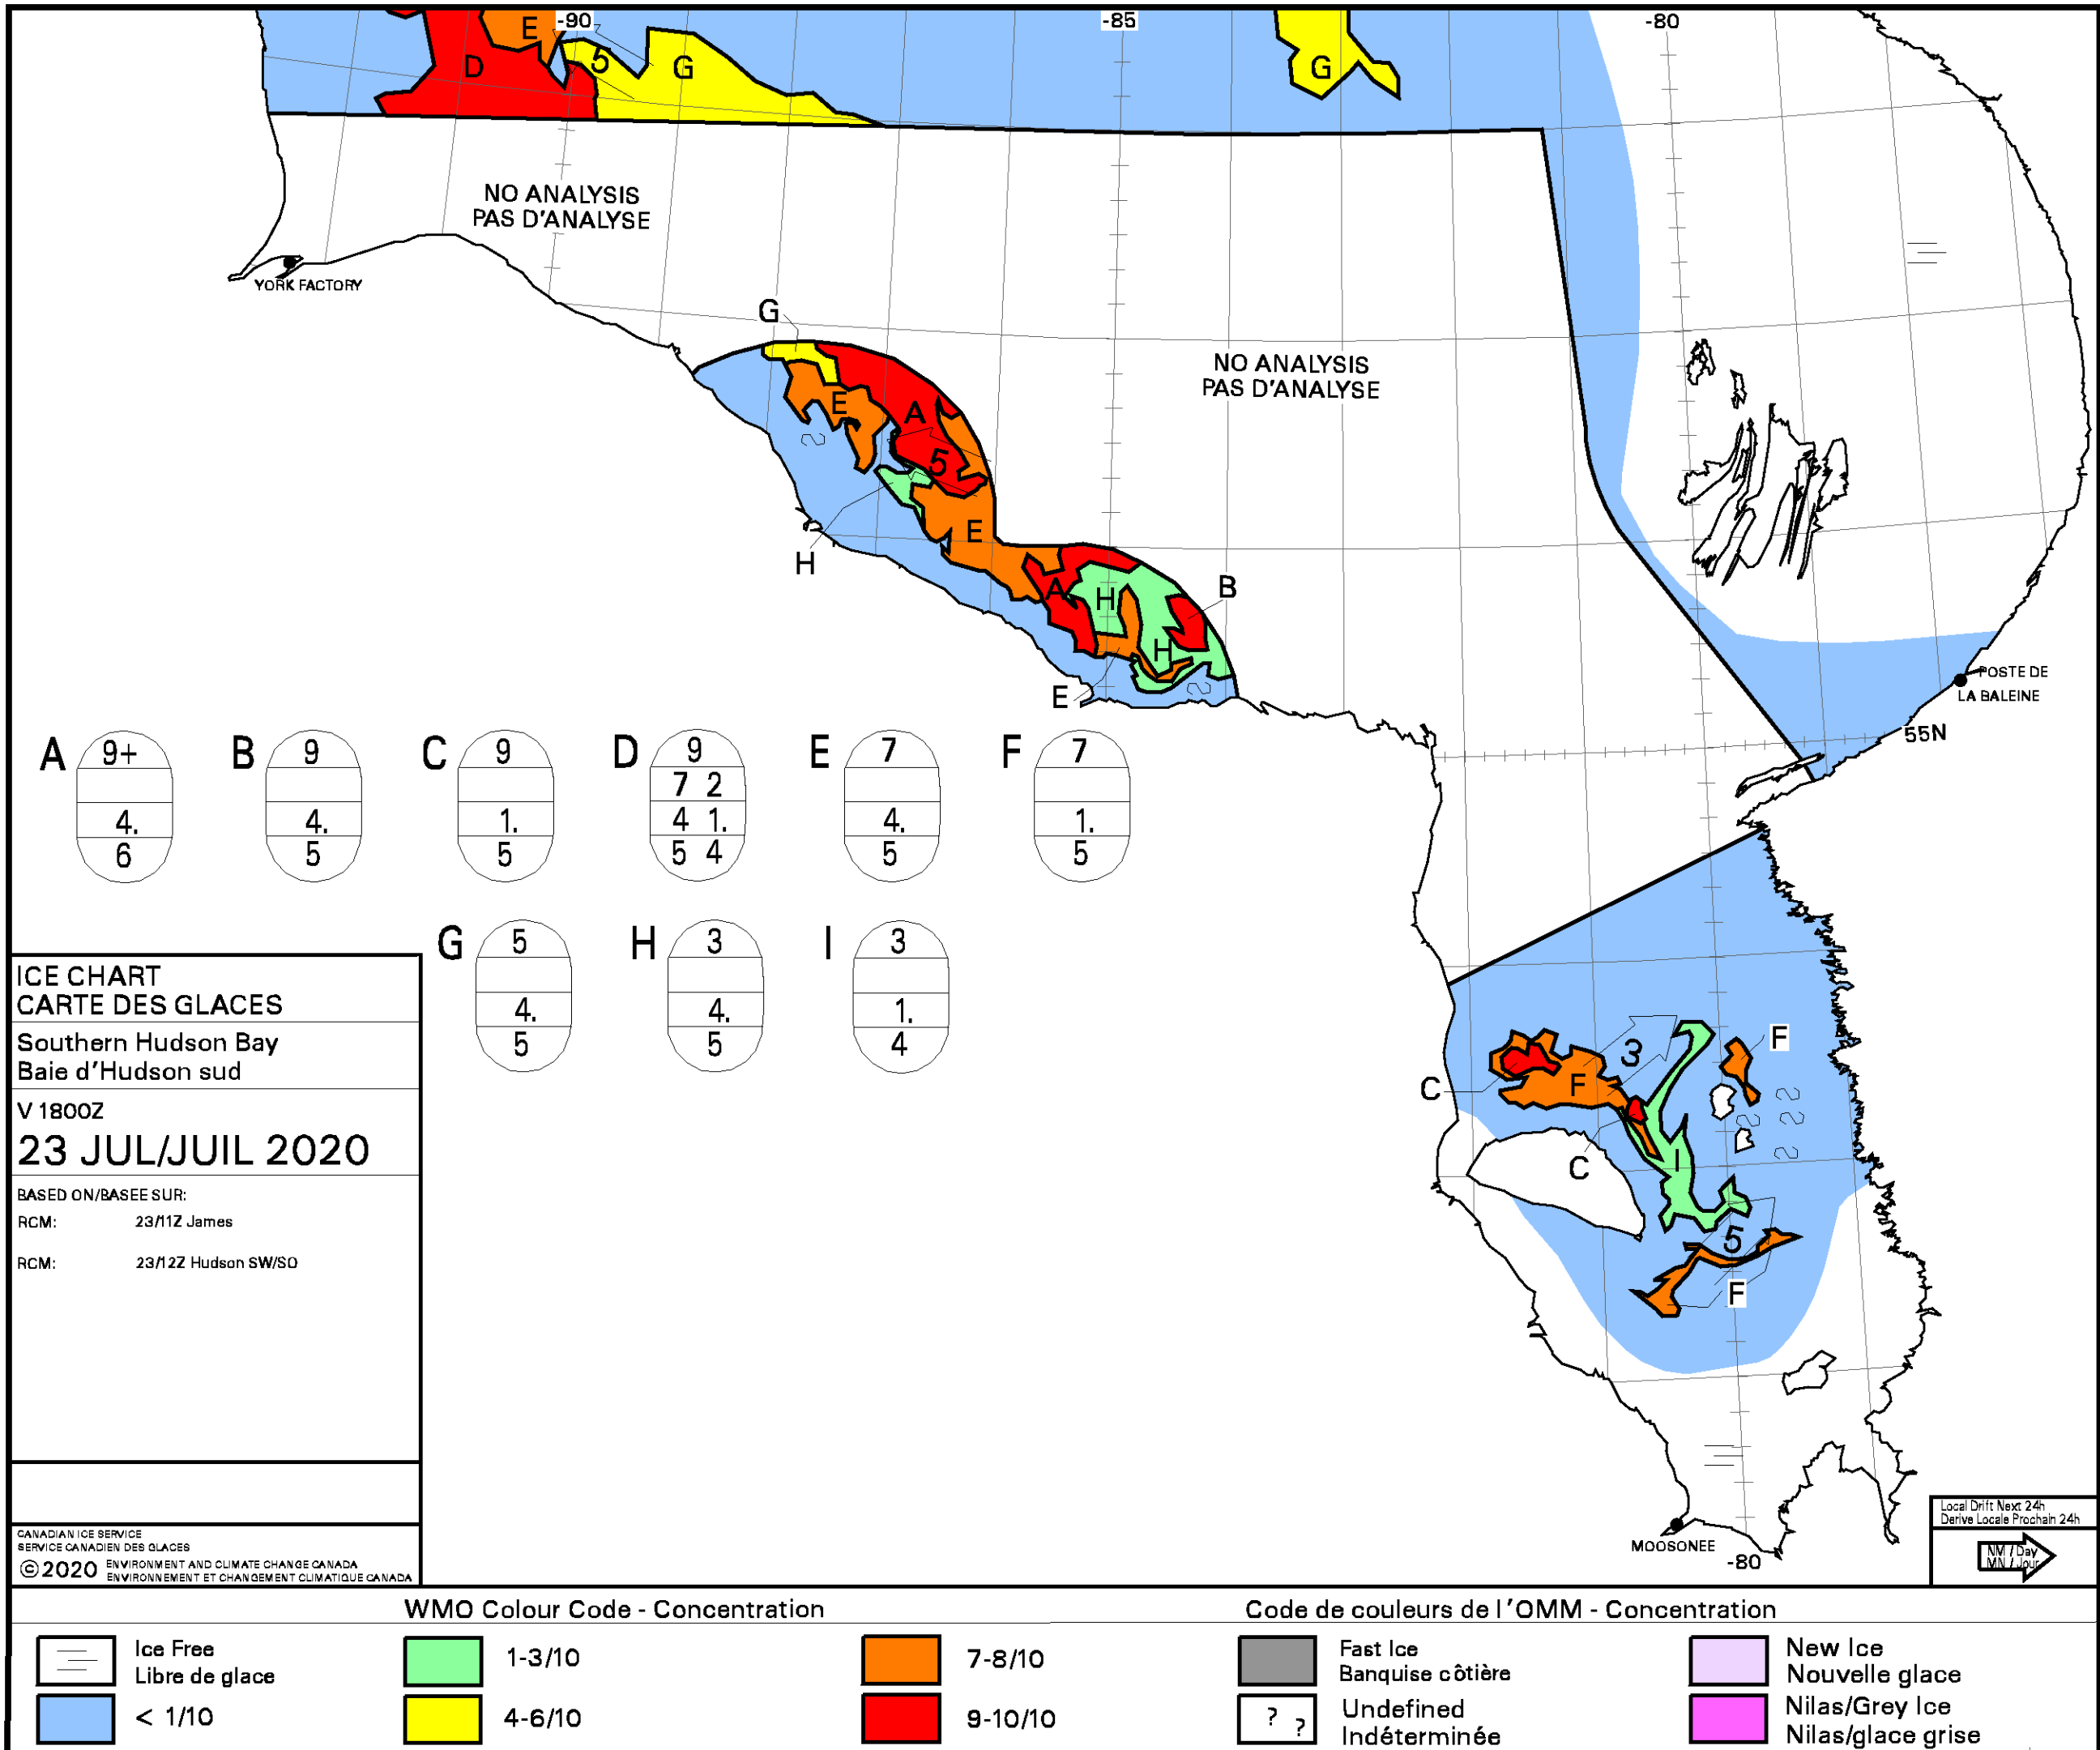 -90
-85
-80
E
D
5
G
G
NO ANALYSIS
PAS D'ANALYSE
YORK FACTORY
G
NO ANALYSIS
PAS D'ANALYSE
E
A
5
H
E
A
H
B
H
E
POSTE DE
LA BALEINE
55N
A
9+
4.
6
B
9
4.
5
C
9
1.
5
D
9
7 2
4 1.
5 4
E
7
4.
5
F
7
1.
5
G
5
4.
5
H
3
4.
5
I
3
1.
4
3
F
C
F
C
I
5
F
MOOSONEE
-80
ICE CHART
CARTE DES GLACES
Southern Hudson Bay
Baie d'Hudson sud
V 1800Z
23 JUL/JUIL 2020
BASED ON/BASEE SUR:
RCM: 23/11Z James
RCM: 23/12Z Hudson SW/SO
CANADIAN ICE SERVICE
SERVICE CANADIEN DES GLACES
©2020 ENVIRONMENT AND CLIMATE CHANGE CANADA
ENVIRONNEMENT ET CHANGEMENT CLIMATIQUE CANADA
Local Drift Next 24h
Derive Locale Prochain 24h
NM / Day
MN / Jour
WMO Colour Code - Concentration
Code de couleurs de l'OMM - Concentration
Ice Free
Libre de glace
< 1/10
1-3/10
4-6/10
7-8/10
9-10/10
Fast Ice
Banquise côtière
? ?
Undefined
Indéterminée
New Ice
Nouvelle glace
Nilas/Grey Ice
Nilas/glace grise